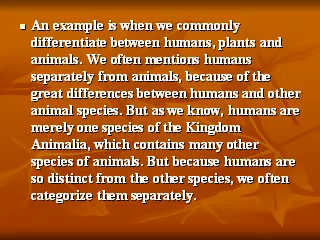 An example is when we commonly
differentiate between humans, plants and
animals. We often mentions humans
separately from animals, because of the
great differences between humans and other
animal species. But as we know, humans are
merely one species of the Kingdom
Animalia, which contains many other
species of animals. But because humans are
so distinct from the other species, we often
categorize them separately.